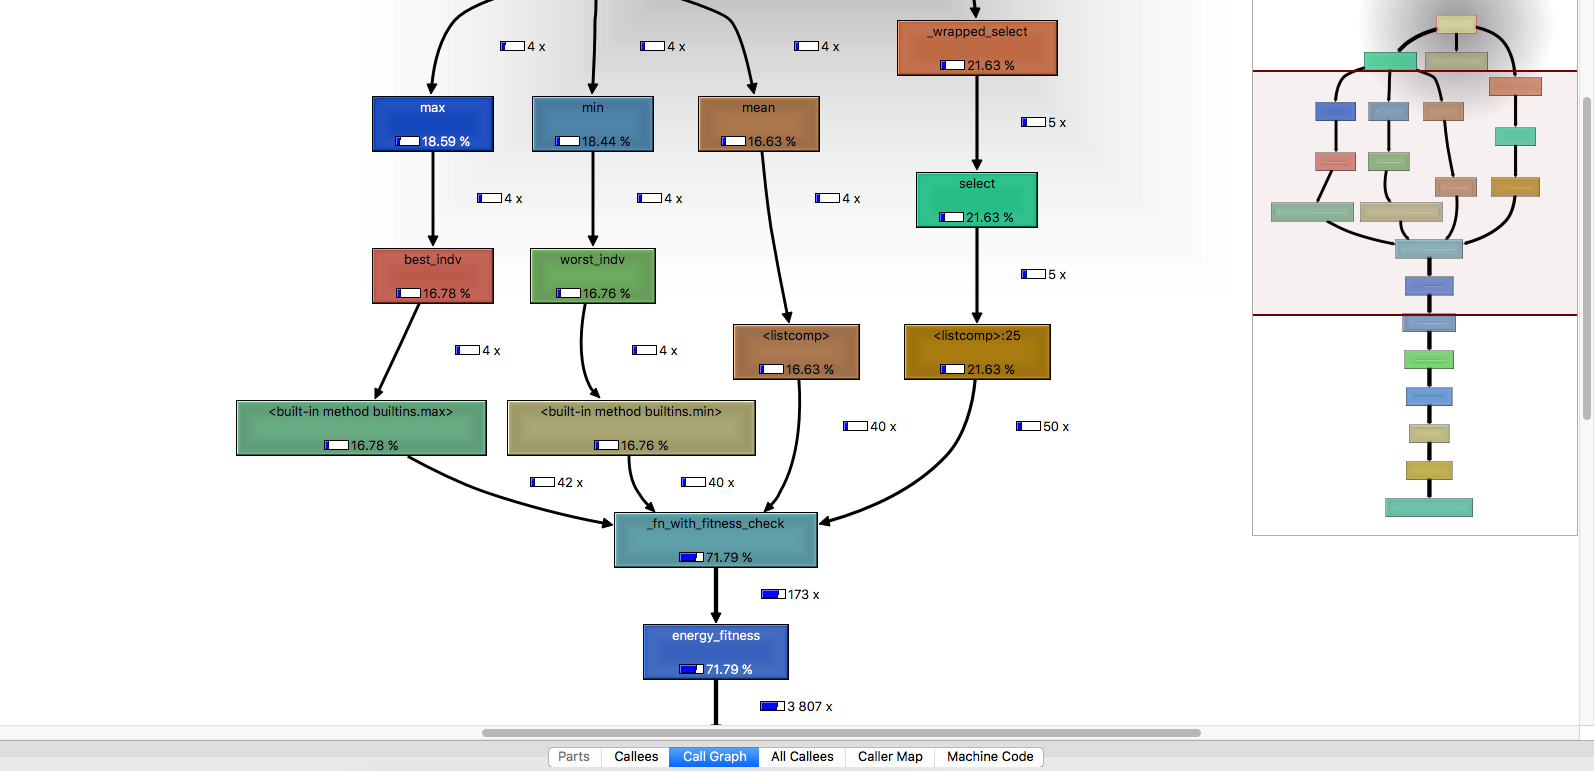 _wrapped_select
21.63 %
4 x
4 x
4 x
max
18.59 %
min
18.44 %
mean
16.63 %
5 x
select
21.63 %
4 x
4 x
4 x
best_indv
16.78 %
worst_indv
16.76 %
5 x
<listcomp>
16.63 %
<listcomp>:25
21.63 %
4 x
4 x
<built-in method builtins.max>
16.78 %
<built-in method builtins.min>
16.76 %
40 x
50 x
42 x
40 x
_fn_with_fitness_check
71.79 %
173 x
energy_fitness
71.79 %
3 807 x
Parts Callees Call Graph All Callees Caller Map Machine Code